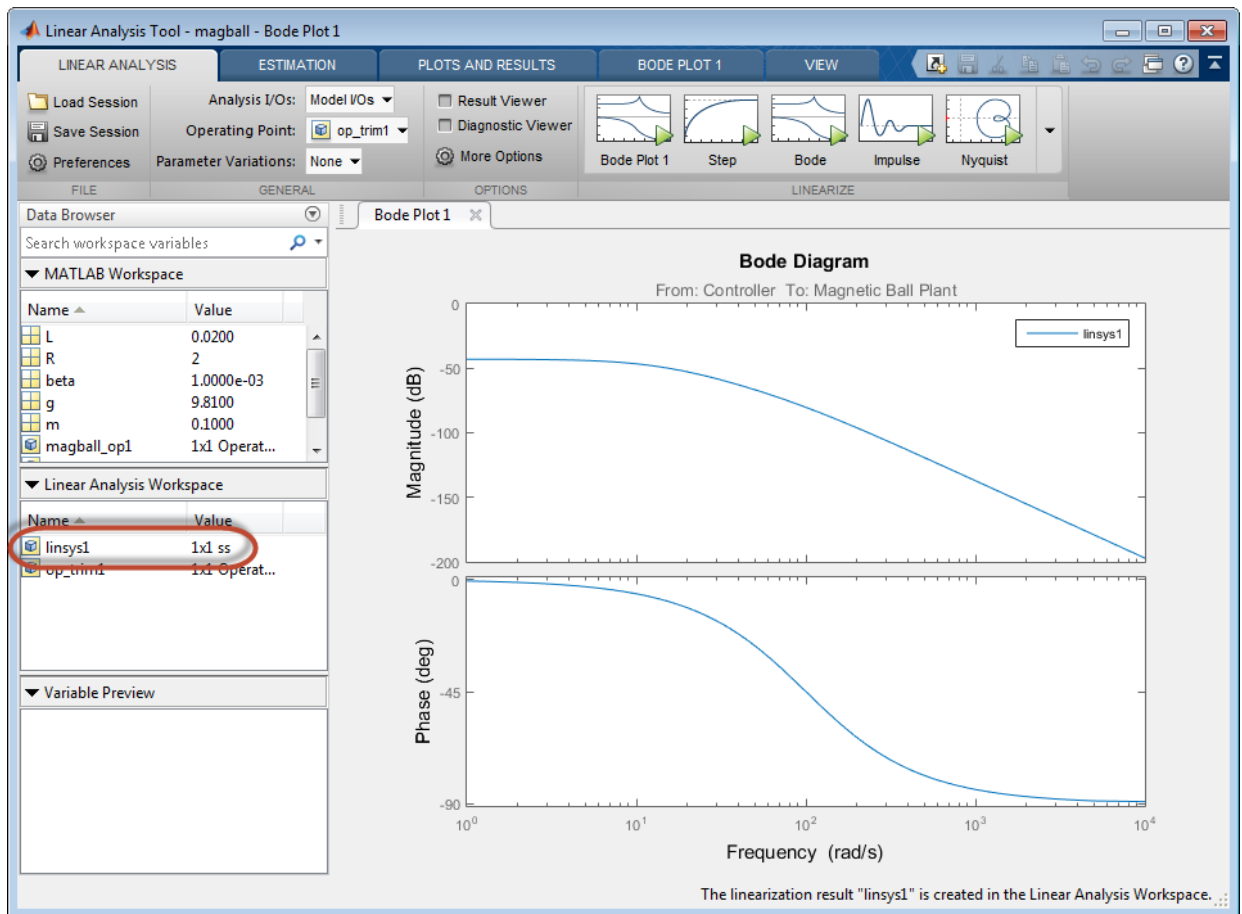 Linear Analysis Tool - magball - Bode Plot 1
LINEAR ANALYSIS ESTIMATION PLOTS AND RESULTS BODE PLOT 1 VIEW
Load Session
Save Session
Preferences
FILE
Analysis I/Os: Model I/Os
Operating Point: op_trim1
Parameter Variations: None
GENERAL
Result Viewer
Diagnostic Viewer
More Options
OPTIONS
Bode Plot 1 Step Bode Impulse Nyquist
LINEARIZE
Data Browser
Search workspace variables
MATLAB Workspace
Name Value
L 0.0200
R 2
beta 1.0000e-03
g 9.8100
m 0.1000
magball_op1 1x1 Operat...
Linear Analysis Workspace
Name Value
linsys1 1x1 ss
op_trim1 1x1 Operat...
Variable Preview
Bode Plot 1
Bode Diagram
From: Controller To: Magnetic Ball Plant
linsys1
Magnitude (dB)
0
-50
-100
-150
-200
Phase (deg)
0
-45
-90
10^0 10^1 10^2 10^3 10^4
Frequency (rad/s)
The linearization result "linsys1" is created in the Linear Analysis Workspace.